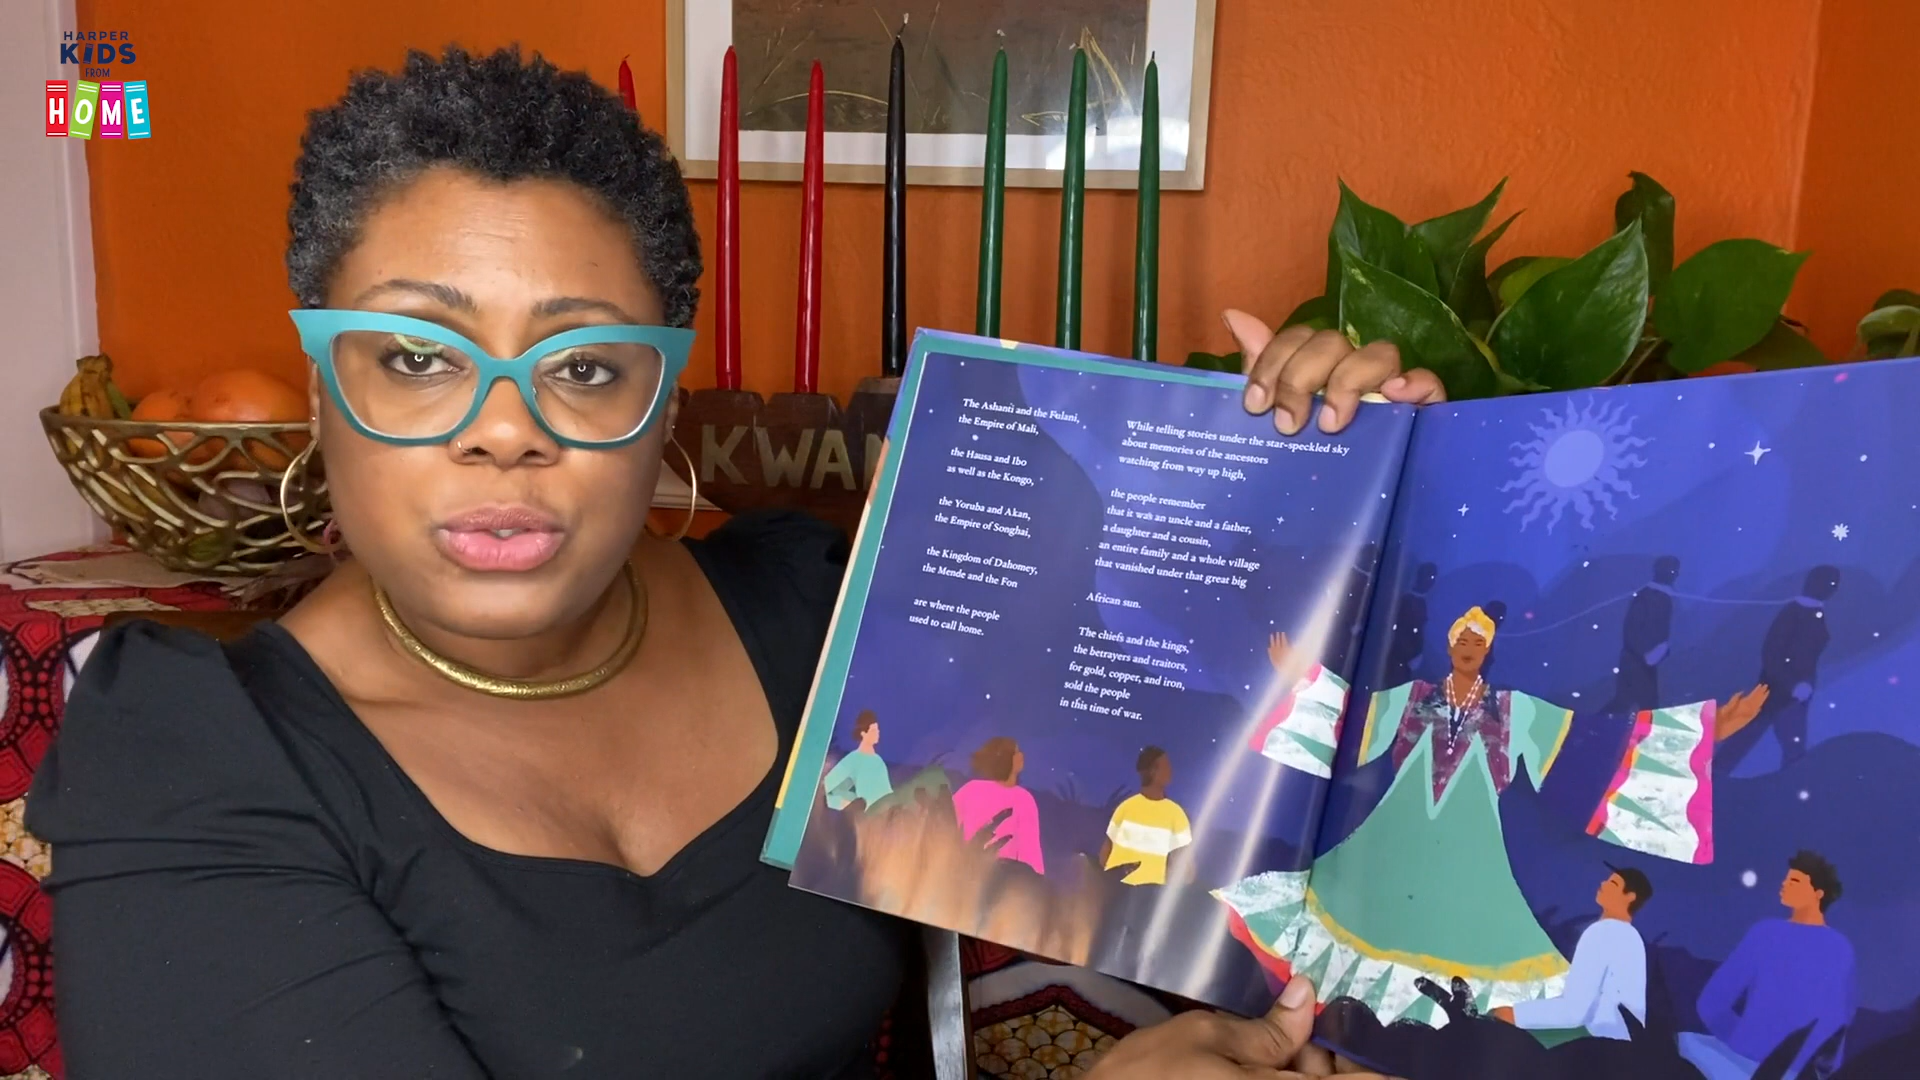 HARPER
KIDS
FROM
HOME
KWAN
The Ashanti and the Fulani,
the Empire of Mali,
the Hausa and Ibo
as well as the Kongo,
the Yoruba and Akan,
the Empire of Songhai,
the Kingdom of Dahomey,
the Mende and the Fon
are where the people
used to call home.
While telling stories under the star-speckled sky
about memories of the ancestors
watching from way up high,
the people remember
that it was an uncle and a father,
a daughter and a cousin,
an entire family and a whole village
that vanished under that great big
African sun.
The chiefs and the kings,
the betrayers and traitors,
for gold, copper, and iron,
sold the people
in this time of war.